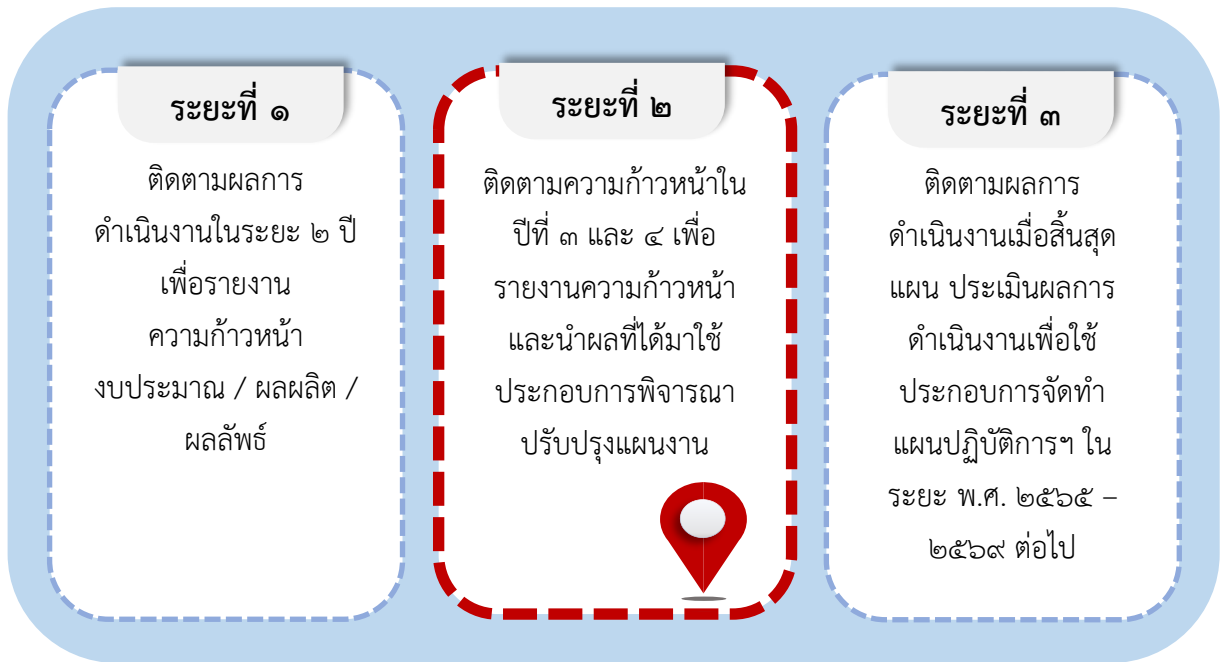 ระยะที่ ๑
ติดตามผลการ
ดำเนินงานในระยะ ๒ ปี
เพื่อรายงาน
ความก้าวหน้า
งบประมาณ / ผลผลิต /
ผลลัพธ์
ระยะที่ ๒
ติดตามความก้าวหน้าใน
ปีที่ ๓ และ ๔ เพื่อ
รายงานความก้าวหน้า
และนำผลที่ได้มาใช้
ประกอบการพิจารณา
ปรับปรุงแผนงาน
ระยะที่ ๓
ติดตามผลการ
ดำเนินงานเมื่อสิ้นสุด
แผน ประเมินผลการ
ดำเนินงานเพื่อใช้
ประกอบการจัดทำ
แผนปฏิบัติการฯ ใน
ระยะ พ.ศ. ๒๕๖๕ –
๒๕๖๙ ต่อไป